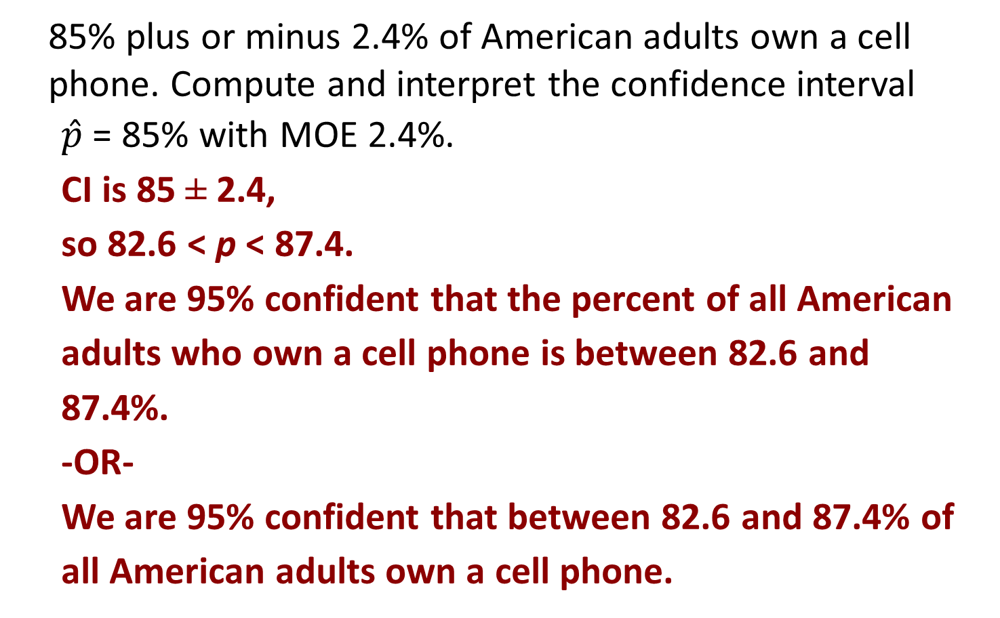 85% plus or minus 2.4% of American adults own a cell
phone. Compute and interpret the confidence interval
p̂ = 85% with MOE 2.4%.
CI is 85 ± 2.4,
so 82.6 < p < 87.4.
We are 95% confident that the percent of all American
adults who own a cell phone is between 82.6 and
87.4%.
-OR-
We are 95% confident that between 82.6 and 87.4% of
all American adults own a cell phone.